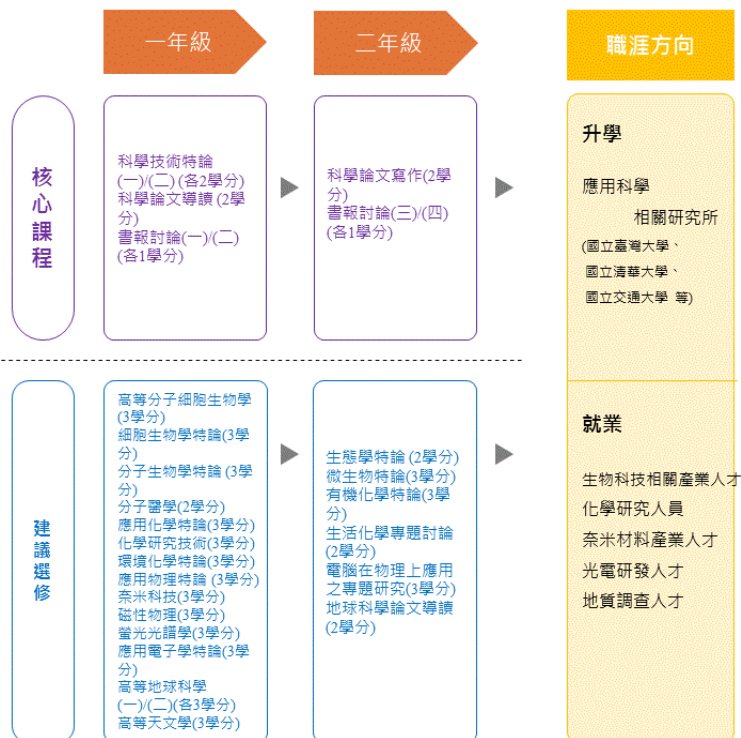 一年級
二年級
職涯方向
核心課程
科學技術特論
(一)/(二) (各2學分)
科學論文導讀 (2學
分)
書報討論(一)/(二)
(各1學分)
科學論文寫作(2學
分)
書報討論(三)/(四)
(各1學分)
升學
應用科學
相關研究所
(國立臺灣大學、
國立清華大學、
國立交通大學 等)
建議選修
高等分子細胞生物學
(3學分)
細胞生物學特論(3學
分)
分子生物學特論 (3學
分)
分子醫學(2學分)
應用化學特論(3學分)
化學研究技術(3學分)
環境化學特論(3學分)
應用物理特論 (3學分)
奈米科技(3學分)
磁性物理(3學分)
螢光光譜學(3學分)
應用電子學特論(3學
分)
高等地球科學
(一)/(二)(各3學分)
高等天文學(3學分)
生態學特論 (2學分)
微生物特論(3學分)
有機化學特論(3學
分)
生活化學專題討論
(2學分)
電腦在物理上應用
之專題研究(3學分)
地球科學論文導讀
(2學分)
就業
生物科技相關產業人才
化學研究人員
奈米材料產業人才
光電研發人才
地質調查人才